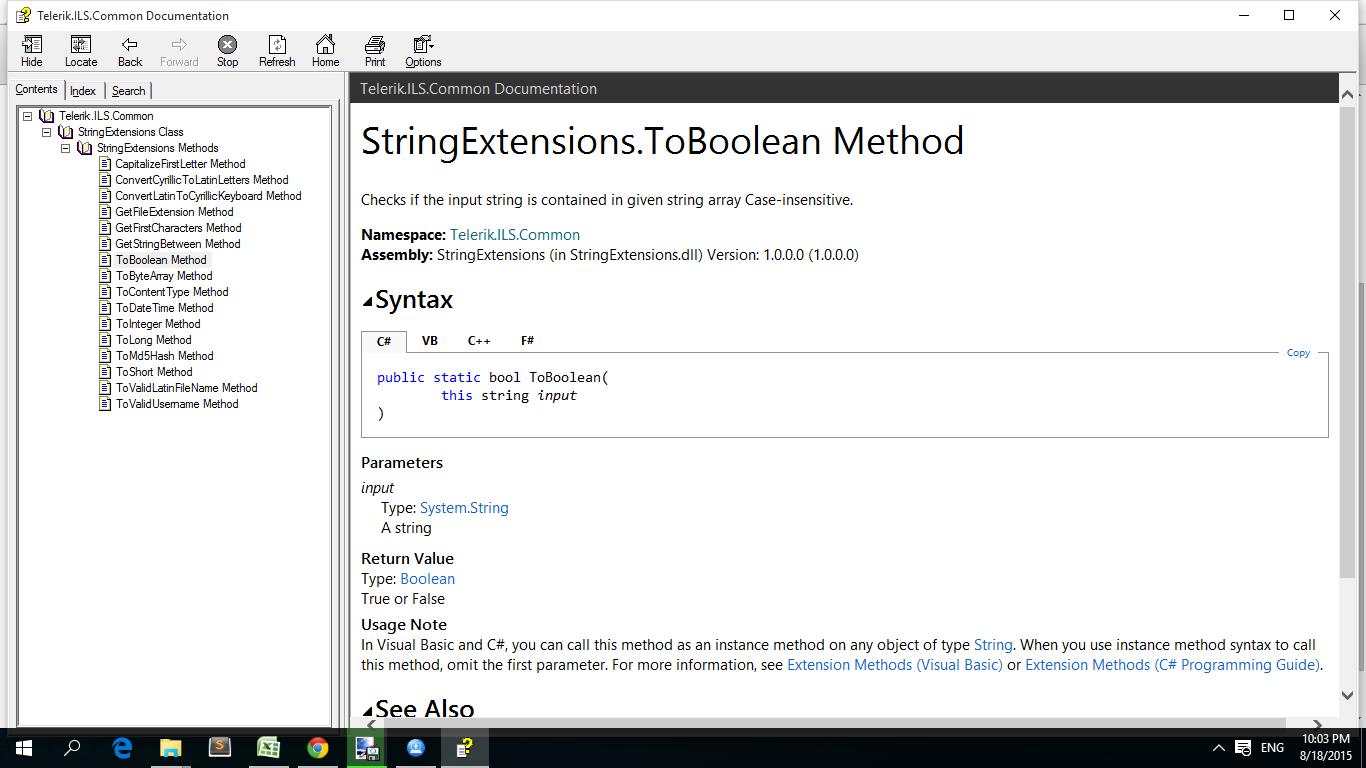 Telerik.ILS.Common Documentation
Hide Locate Back Forward Stop Refresh Home Print Options
Contents Index Search
Telerik.ILS.Common
StringExtensions Class
StringExtensions Methods
CapitalizeFirstLetter Method
ConvertCyrillicToLatinLetters Method
ConvertLatinToCyrillicKeyboard Method
GetFileExtension Method
GetFirstCharacters Method
GetStringBetween Method
ToBoolean Method
ToByteArray Method
ToContentType Method
ToDateTime Method
ToInteger Method
ToLong Method
ToMd5Hash Method
ToShort Method
ToValidLatinFileName Method
ToValidUsername Method
Telerik.ILS.Common Documentation
StringExtensions.ToBoolean Method
Checks if the input string is contained in given string array Case-insensitive.
Namespace: Telerik.ILS.Common
Assembly: StringExtensions (in StringExtensions.dll) Version: 1.0.0.0 (1.0.0.0)
Syntax
C# VB C++ F#
Copy
public static bool ToBoolean(
this string input
)
Parameters
input
Type: System.String
A string
Return Value
Type: Boolean
True or False
Usage Note
In Visual Basic and C#, you can call this method as an instance method on any object of type String. When you use instance method syntax to call
this method, omit the first parameter. For more information, see Extension Methods (Visual Basic) or Extension Methods (C# Programming Guide).
See Also
ENG
10:03 PM
8/18/2015